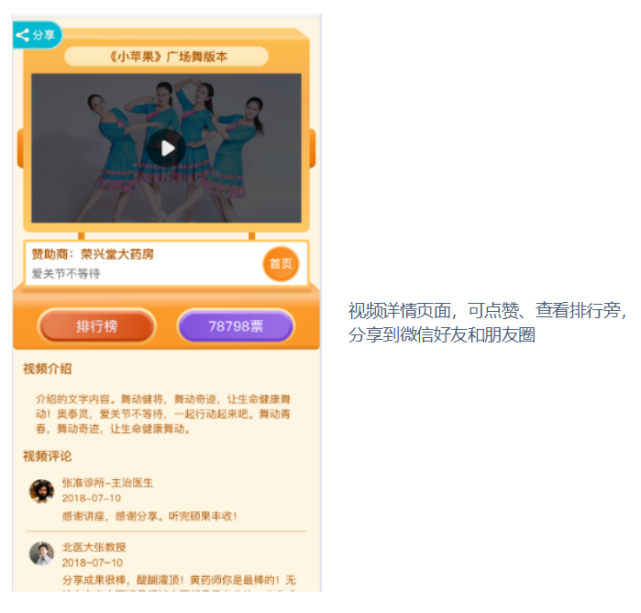 分享
《小苹果》广场舞版本
赞助商：荣兴堂大药房
爱关节不等待
首页
排行榜
78798票
视频详情页面，可点赞、查看排行旁，
分享到微信好友和朋友圈
视频介绍
介绍的文字内容。舞动健将，舞动奇迹，让生命健康舞
动！奥泰灵，爱关节不等待，一起行动起来吧。舞动青
春，舞动奇迹，让生命健康舞动。
视频评论
张准诊所-主治医生
2018-07-10
感谢讲座，感谢分享。听完硕果丰收！
北医大张教授
2018-07-10
分享成果很棒，醍醐灌顶！黄药师你是最棒的！无